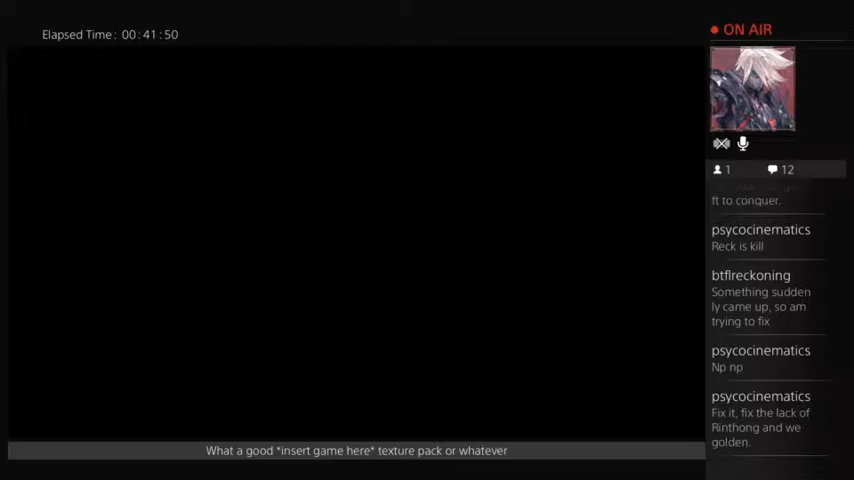 Elapsed Time: 00:41:50
ON AIR
1 12
ft to conquer.
psycocinematics
Reck is kill
btflreckoning
Something sudden
ly came up, so am
trying to fix
psycocinematics
Np np
psycocinematics
Fix it, fix the lack of
Rinthong and we
golden.
What a good *insert game here* texture pack or whatever